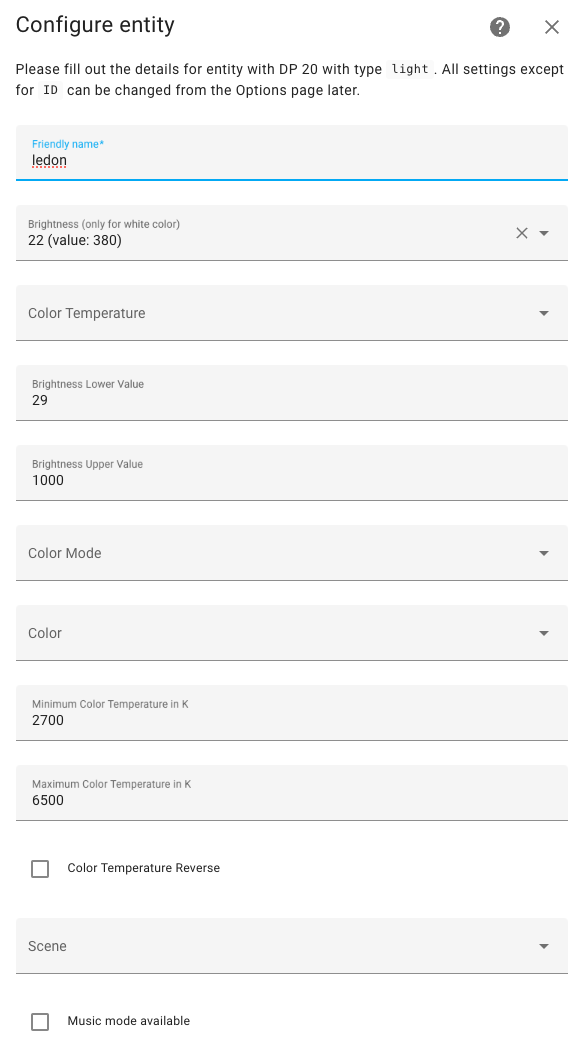 Configure entity
Please fill out the details for entity with DP 20 with type light . All settings except
for ID can be changed from the Options page later.
Friendly name*
ledon
Brightness (only for white color)
22 (value: 380)
Color Temperature
Brightness Lower Value
29
Brightness Upper Value
1000
Color Mode
Color
Minimum Color Temperature in K
2700
Maximum Color Temperature in K
6500
Color Temperature Reverse
Scene
Music mode available